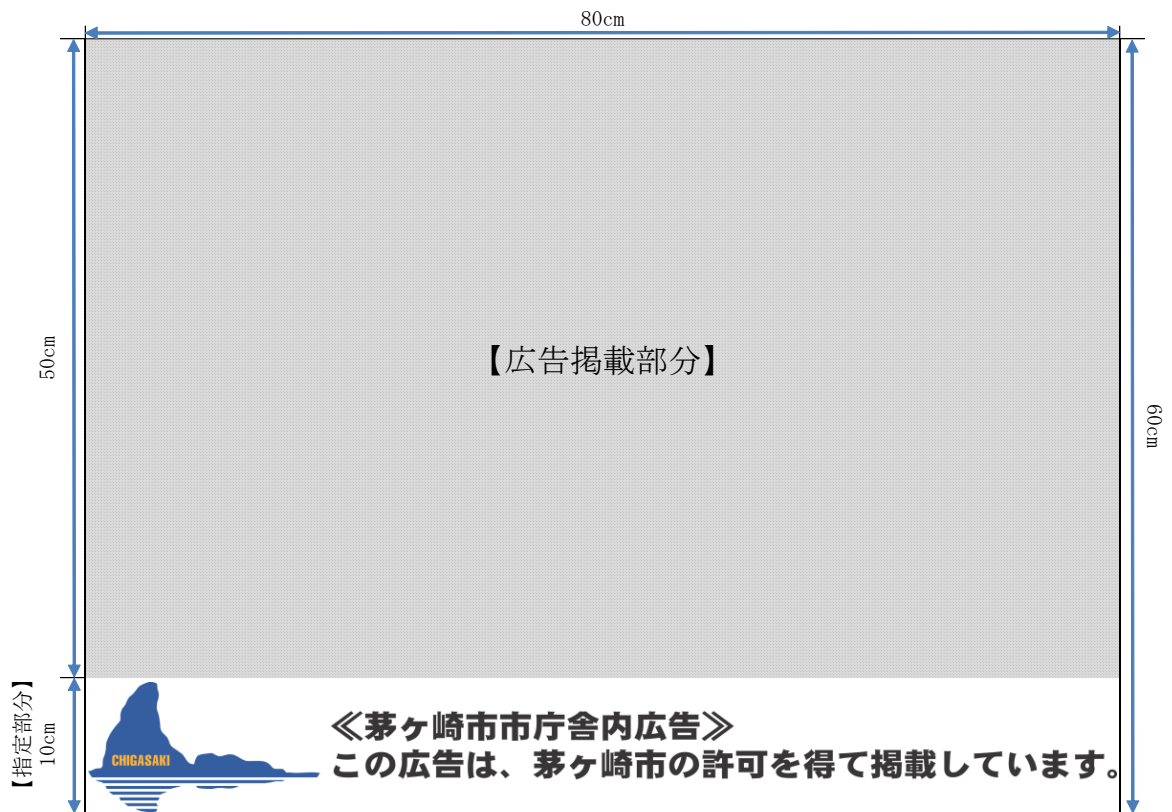 80cm
50cm
【広告掲載部分】
60cm
【指定部分】
10cm
CHIGASAKI
≪茅ヶ崎市市庁舎内広告≫
この広告は、茅ヶ崎市の許可を得て掲載しています。